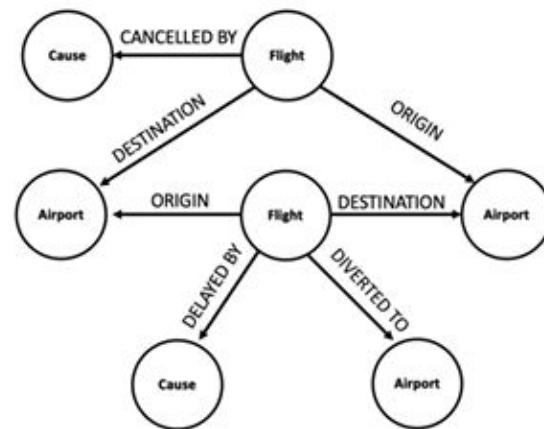 CANCELLED BY
Cause
Flight
DESTINATION
ORIGIN
Airport
ORIGIN
Flight
DESTINATION
Airport
DELAYED BY
DIVERTED TO
Cause
Airport